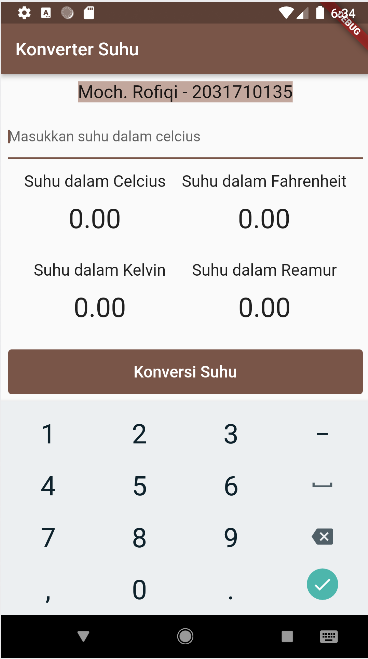 6:34
DEBUG
Konverter Suhu
Moch. Rofiqi - 2031710135
Masukkan suhu dalam celcius
Suhu dalam Celcius Suhu dalam Fahrenheit
0.00 0.00
Suhu dalam Kelvin Suhu dalam Reamur
0.00 0.00
Konversi Suhu
1 2 3 −
4 5 6
7 8 9
, 0 .